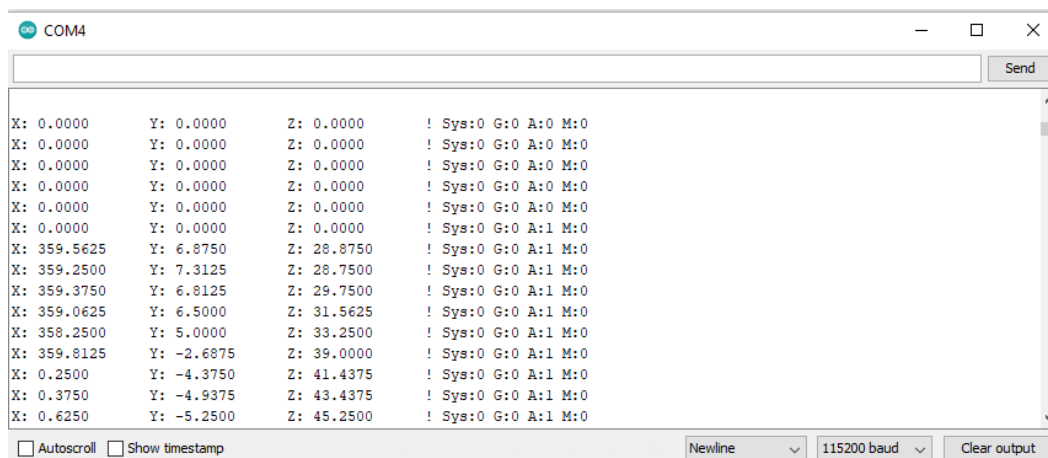 COM4
Send
X: 0.0000 Y: 0.0000 Z: 0.0000 ! Sys:0 G:0 A:0 M:0
X: 0.0000 Y: 0.0000 Z: 0.0000 ! Sys:0 G:0 A:0 M:0
X: 0.0000 Y: 0.0000 Z: 0.0000 ! Sys:0 G:0 A:0 M:0
X: 0.0000 Y: 0.0000 Z: 0.0000 ! Sys:0 G:0 A:0 M:0
X: 0.0000 Y: 0.0000 Z: 0.0000 ! Sys:0 G:0 A:0 M:0
X: 0.0000 Y: 0.0000 Z: 0.0000 ! Sys:0 G:0 A:1 M:0
X: 359.5625 Y: 6.8750 Z: 28.8750 ! Sys:0 G:0 A:1 M:0
X: 359.2500 Y: 7.3125 Z: 28.7500 ! Sys:0 G:0 A:1 M:0
X: 359.3750 Y: 6.8125 Z: 29.7500 ! Sys:0 G:0 A:1 M:0
X: 359.0625 Y: 6.5000 Z: 31.5625 ! Sys:0 G:0 A:1 M:0
X: 358.2500 Y: 5.0000 Z: 33.2500 ! Sys:0 G:0 A:1 M:0
X: 359.8125 Y: -2.6875 Z: 39.0000 ! Sys:0 G:0 A:1 M:0
X: 0.2500 Y: -4.3750 Z: 41.4375 ! Sys:0 G:0 A:1 M:0
X: 0.3750 Y: -4.9375 Z: 43.4375 ! Sys:0 G:0 A:1 M:0
X: 0.6250 Y: -5.2500 Z: 45.2500 ! Sys:0 G:0 A:1 M:0
Autoscroll Show timestamp Newline 115200 baud Clear output